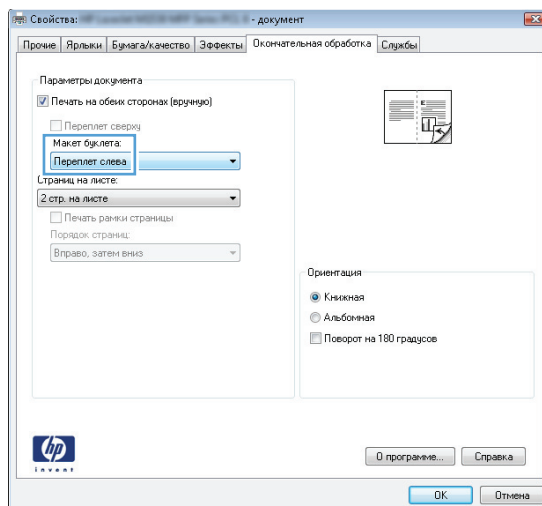 Свойства: - документ
Прочие Ярлыки Бумага/качество Эффекты Окончательная обработка Службы
Параметры документа
Печать на обеих сторонах (вручную)
Переплет сверху
Макет буклета:
Переплет слева
Страниц на листе:
2 стр. на листе
Печать рамки страницы
Порядок страниц:
Вправо, затем вниз
Ориентация
Книжная
Альбомная
Поворот на 180 градусов
hp
invent
О программе... Справка
OK Отмена